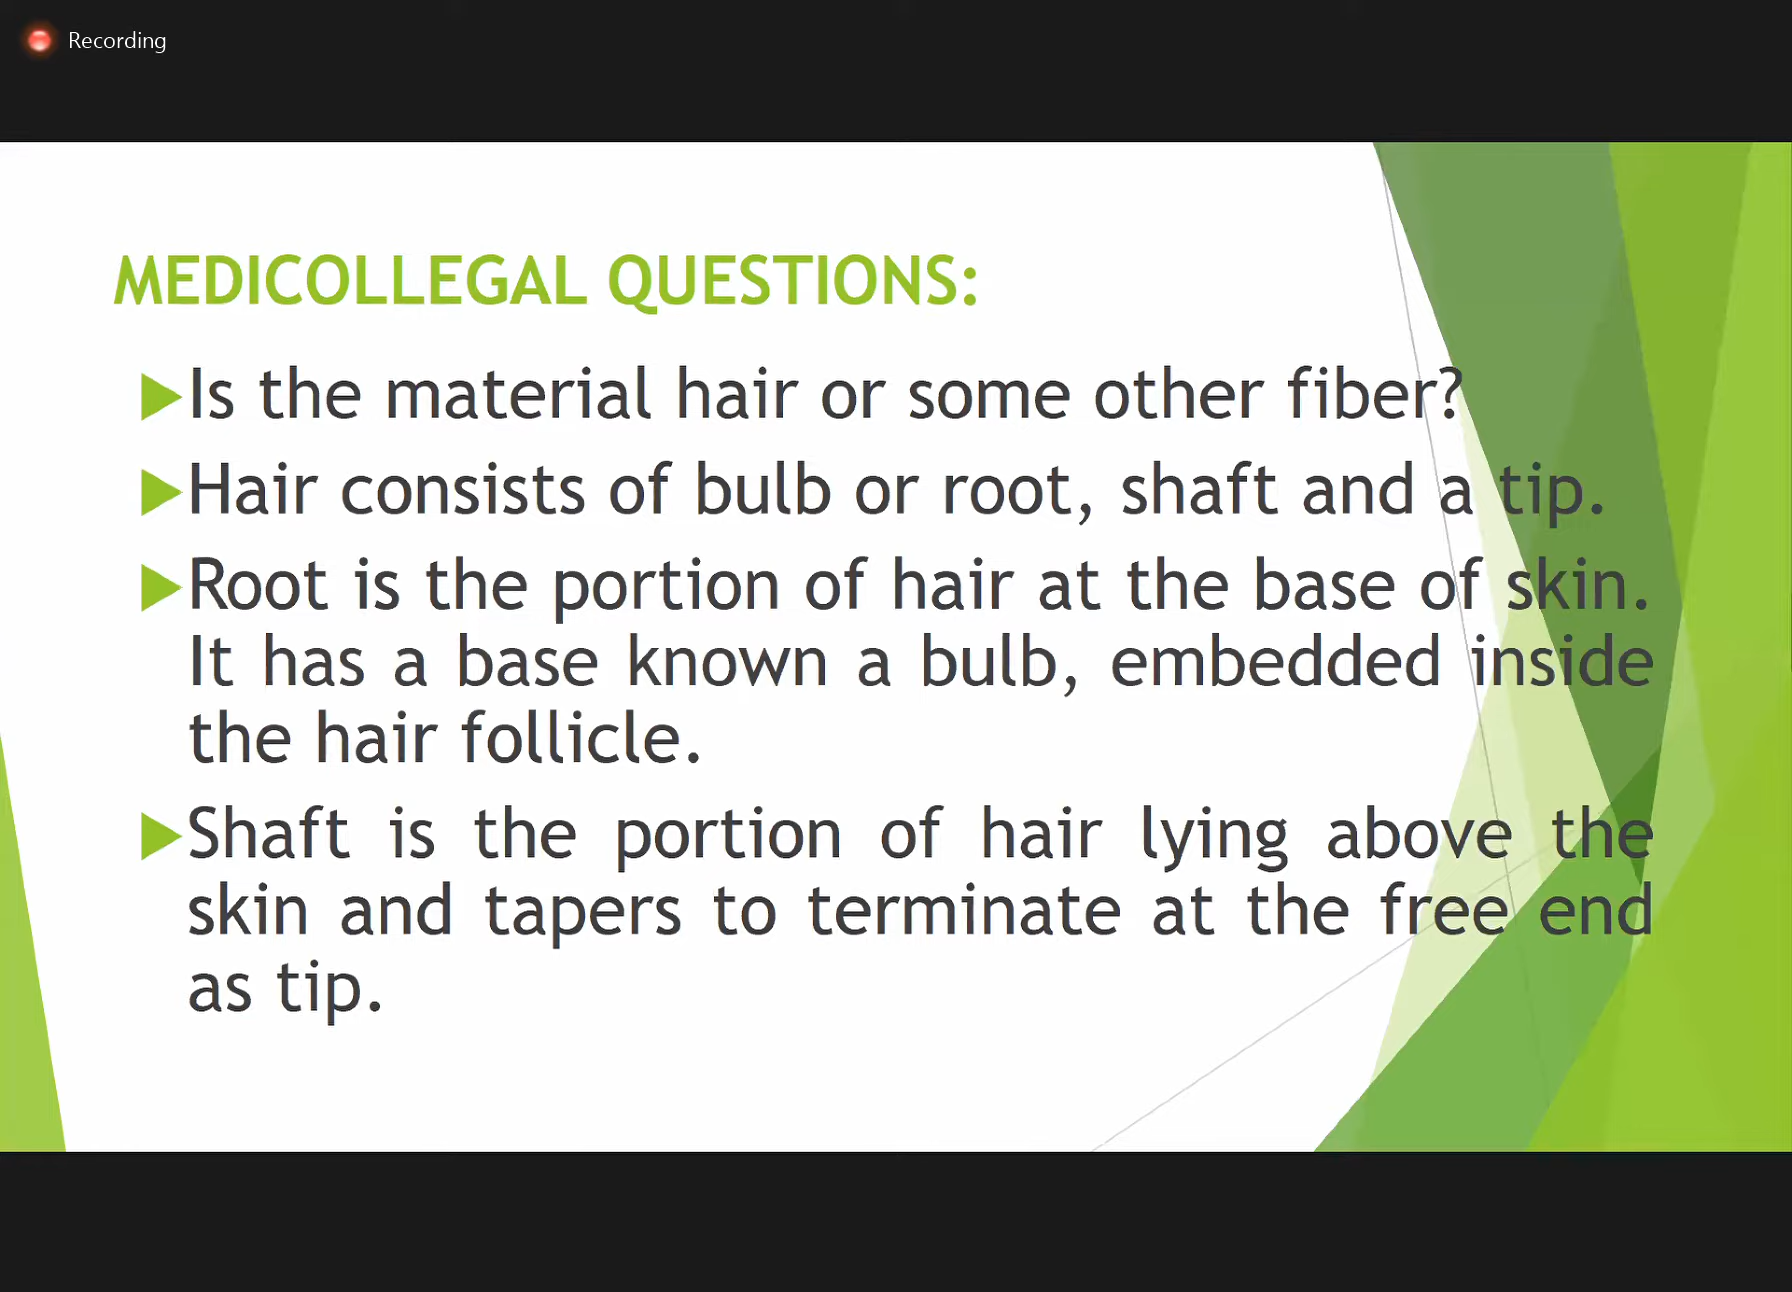 Recording
MEDICOLLEGAL QUESTIONS:
Is the material hair or some other fiber?
Hair consists of bulb or root, shaft and a tip.
Root is the portion of hair at the base of skin.
It has a base known a bulb, embedded inside
the hair follicle.
Shaft is the portion of hair lying above the
skin and tapers to terminate at the free end
as tip.